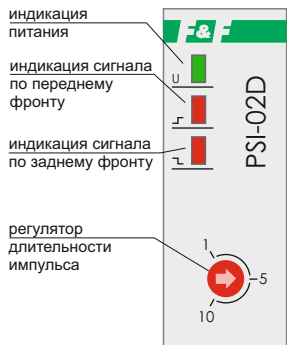 индикация
питания
F&F
U
индикация сигнала
по переднему
фронту
индикация сигнала
по заднему фронту
PSI-02D
регулятор
длительности
импульса
1
5
10